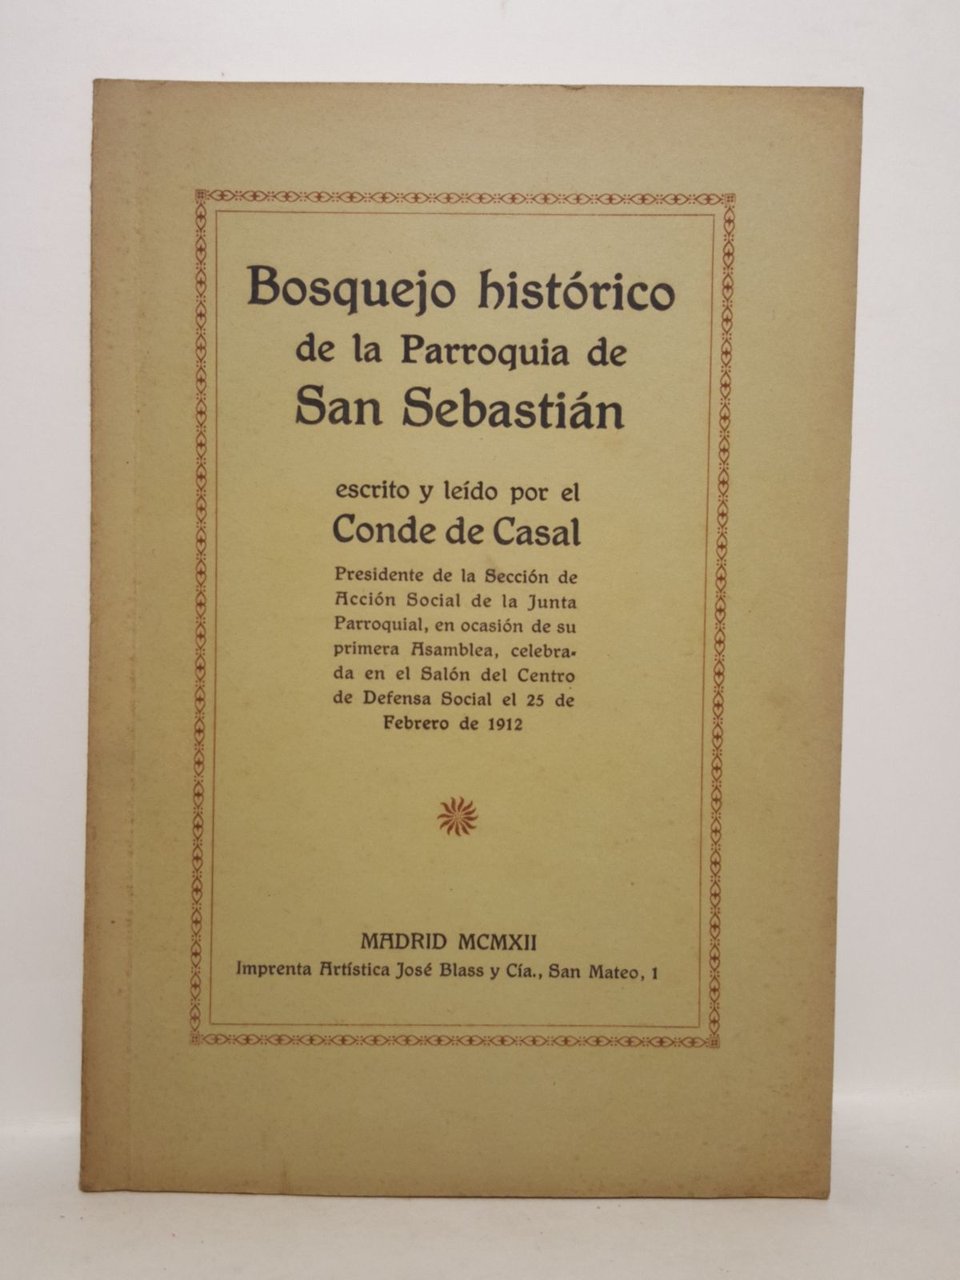 Bosquejo histórico
de la Parroquia de
San Sebastián
escrito y leído por el
Conde de Casal
Presidente de la Sección de
Acción Social de la Junta
Parroquial, en ocasión de su
primera Asamblea, celebra-
da en el Salón del Centro
de Defensa Social el 25 de
Febrero de 1912
MADRID MCMXII
Imprenta Artística José Blass y Cía., San Mateo, 1